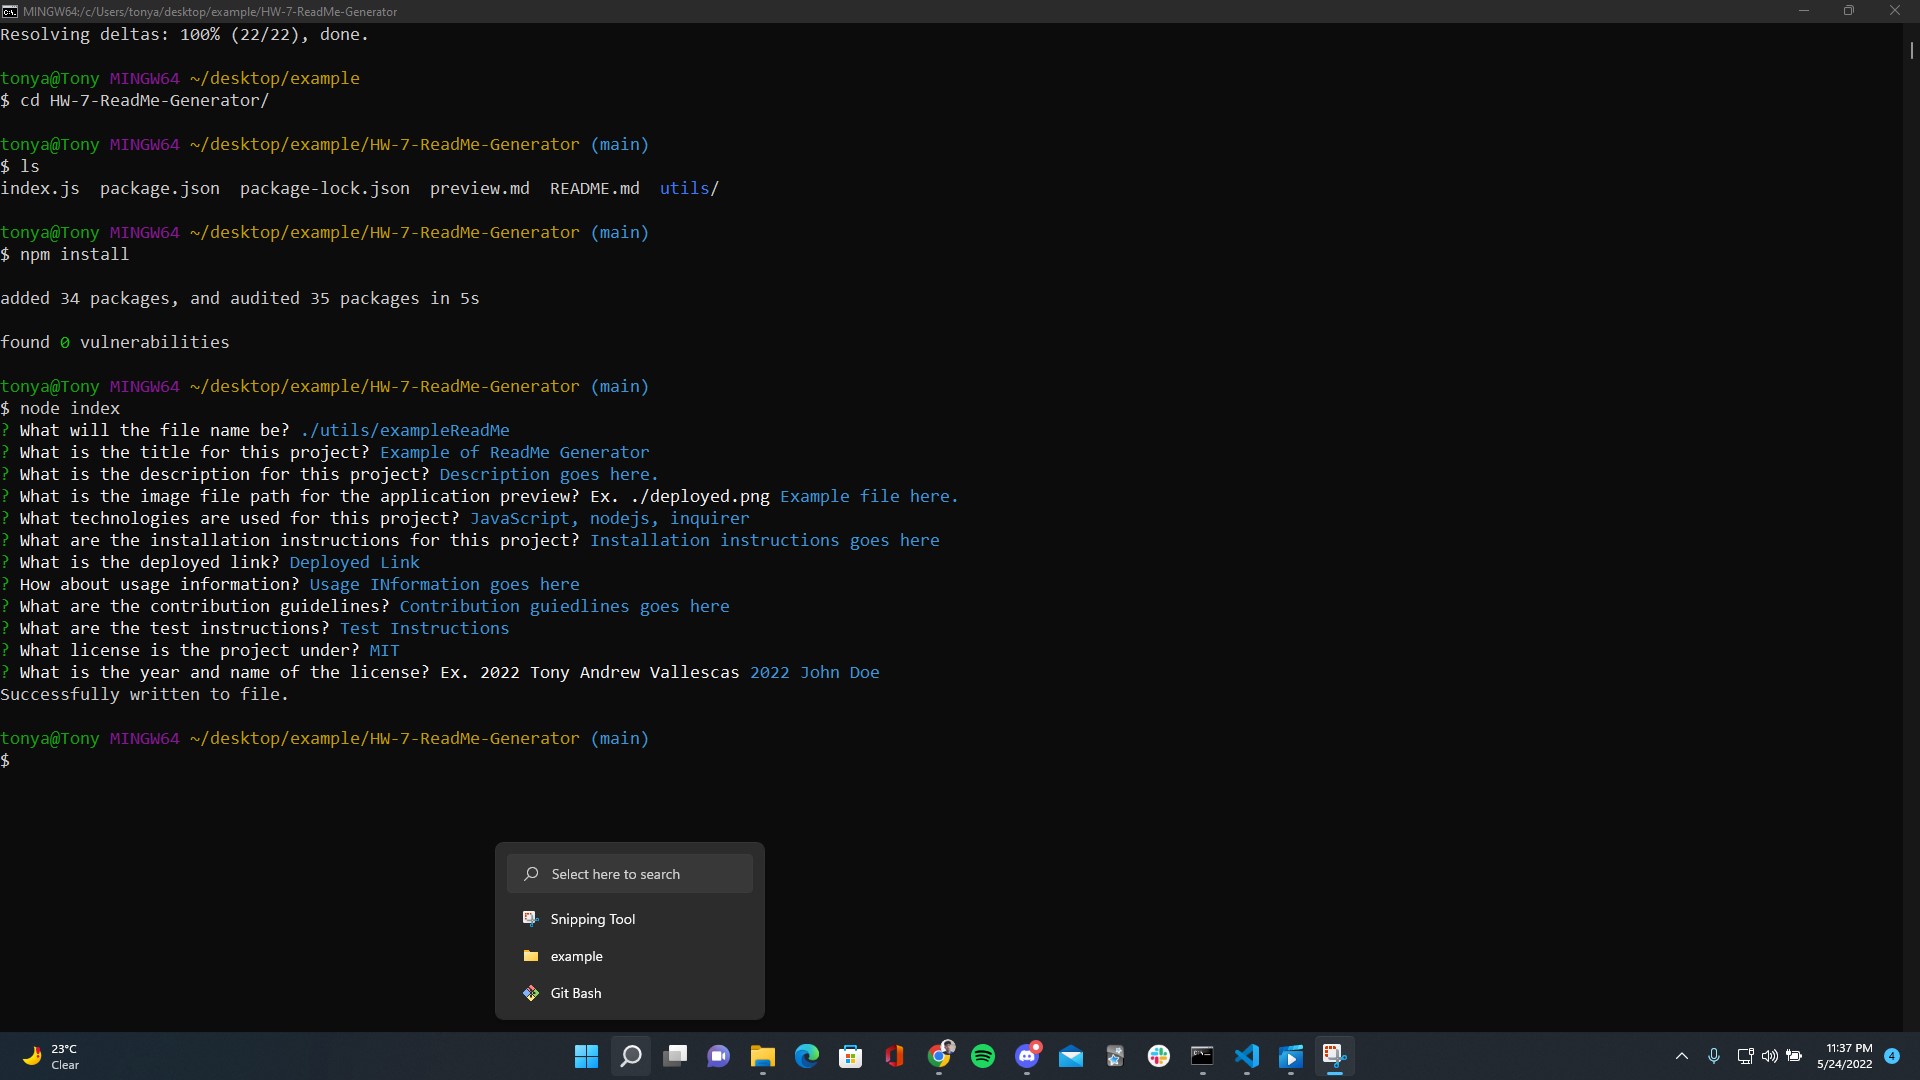 MINGW64:/c/Users/tonya/desktop/example/HW-7-ReadMe-Generator
Resolving deltas: 100% (22/22), done.
tonya@Tony MINGW64 ~/desktop/example
$ cd HW-7-ReadMe-Generator/
tonya@Tony MINGW64 ~/desktop/example/HW-7-ReadMe-Generator (main)
$ ls
index.js package.json package-lock.json preview.md README.md utils/
tonya@Tony MINGW64 ~/desktop/example/HW-7-ReadMe-Generator (main)
$ npm install
added 34 packages, and audited 35 packages in 5s
found 0 vulnerabilities
tonya@Tony MINGW64 ~/desktop/example/HW-7-ReadMe-Generator (main)
$ node index
? What will the file name be? ./utils/exampleReadMe
? What is the title for this project? Example of ReadMe Generator
? What is the description for this project? Description goes here.
? What is the image file path for the application preview? Ex. ./deployed.png Example file here.
? What technologies are used for this project? JavaScript, nodejs, inquirer
? What are the installation instructions for this project? Installation instructions goes here
? What is the deployed link? Deployed Link
? How about usage information? Usage INformation goes here
? What are the contribution guidelines? Contribution guiedlines goes here
? What are the test instructions? Test Instructions
? What license is the project under? MIT
? What is the year and name of the license? Ex. 2022 Tony Andrew Vallescas 2022 John Doe
Successfully written to file.
tonya@Tony MINGW64 ~/desktop/example/HW-7-ReadMe-Generator (main)
$
Select here to search
Snipping Tool
example
Git Bash
23°C
Clear
11:37 PM
5/24/2022
4